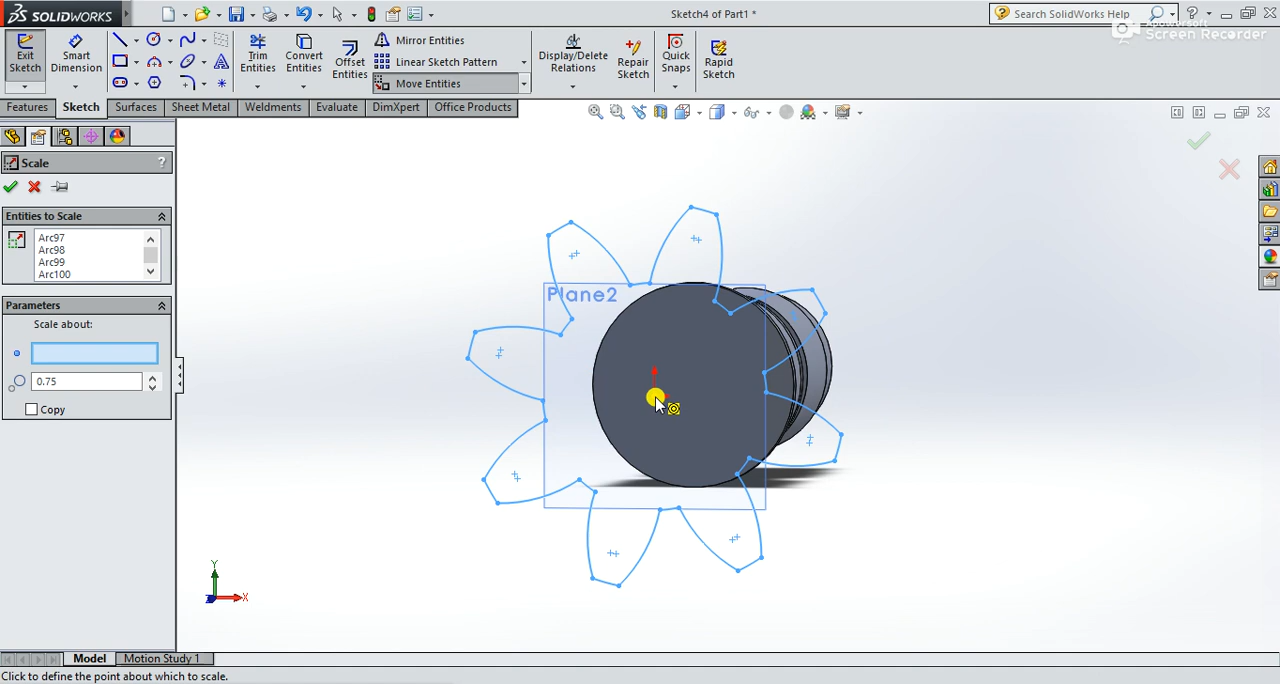 SOLIDWORKS
Sketch4 of Part1 *
Search SolidWorks Help
Apowersoft
Screen Recorder
Exit
Sketch
Smart
Dimension
Trim
Entities
Convert
Entities
Offset
Entities
Mirror Entities
Linear Sketch Pattern
Move Entities
Display/Delete
Relations
Repair
Sketch
Quick
Snaps
Rapid
Sketch
Features
Sketch
Surfaces
Sheet Metal
Weldments
Evaluate
DimXpert
Office Products
Scale
?
Entities to Scale
Arc97
Arc98
Arc99
Arc100
Parameters
Scale about:
0.75
Copy
Plane2
Y
X
Model
Motion Study 1
Click to define the point about which to scale.